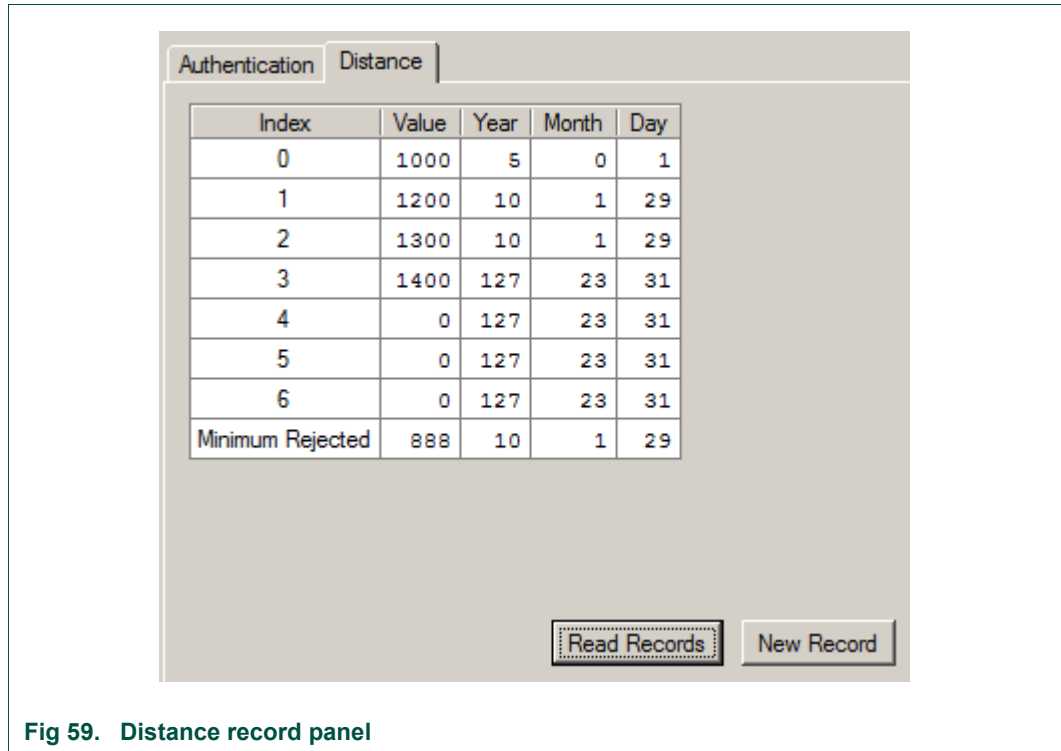 Authentication Distance
Index Value Year Month Day
0 1000 5 0 1
1 1200 10 1 29
2 1300 10 1 29
3 1400 127 23 31
4 0 127 23 31
5 0 127 23 31
6 0 127 23 31
Minimum Rejected 888 10 1 29
Read Records New Record
Fig 59. Distance record panel